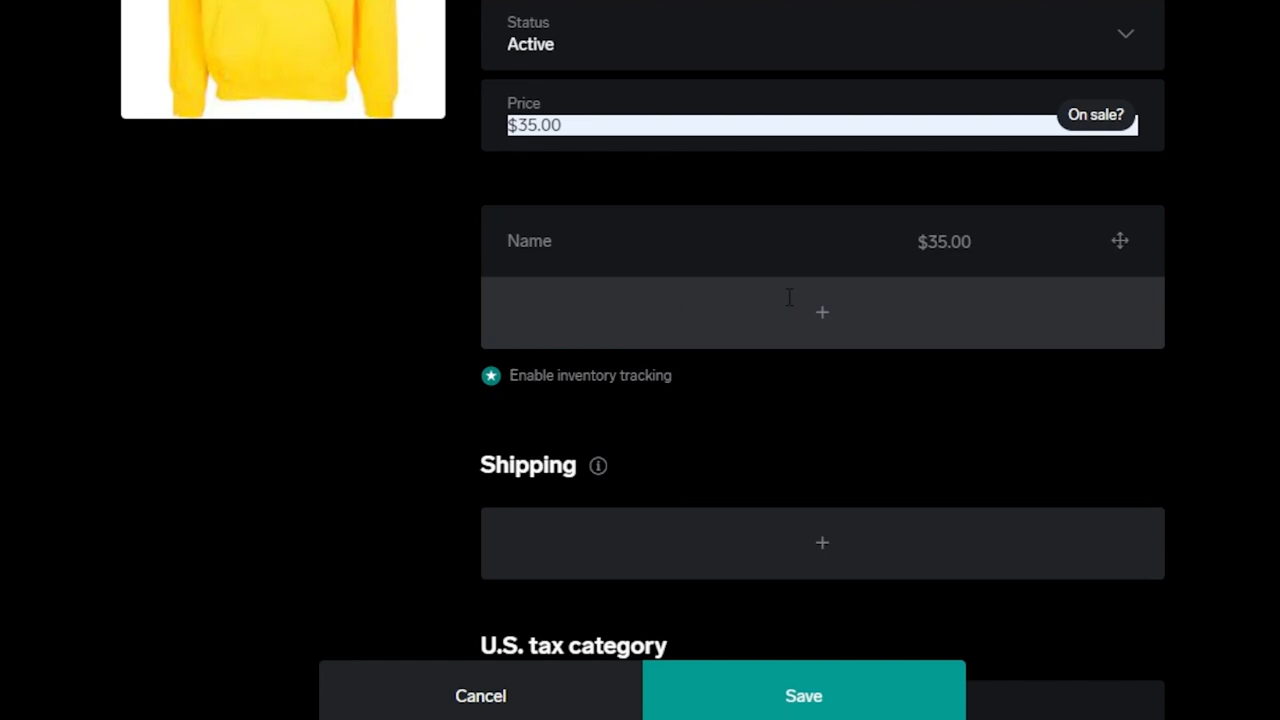 Status
Active
Price
$35.00
On sale?
Name $35.00
Enable inventory tracking
Shipping
U.S. tax category
Cancel Save